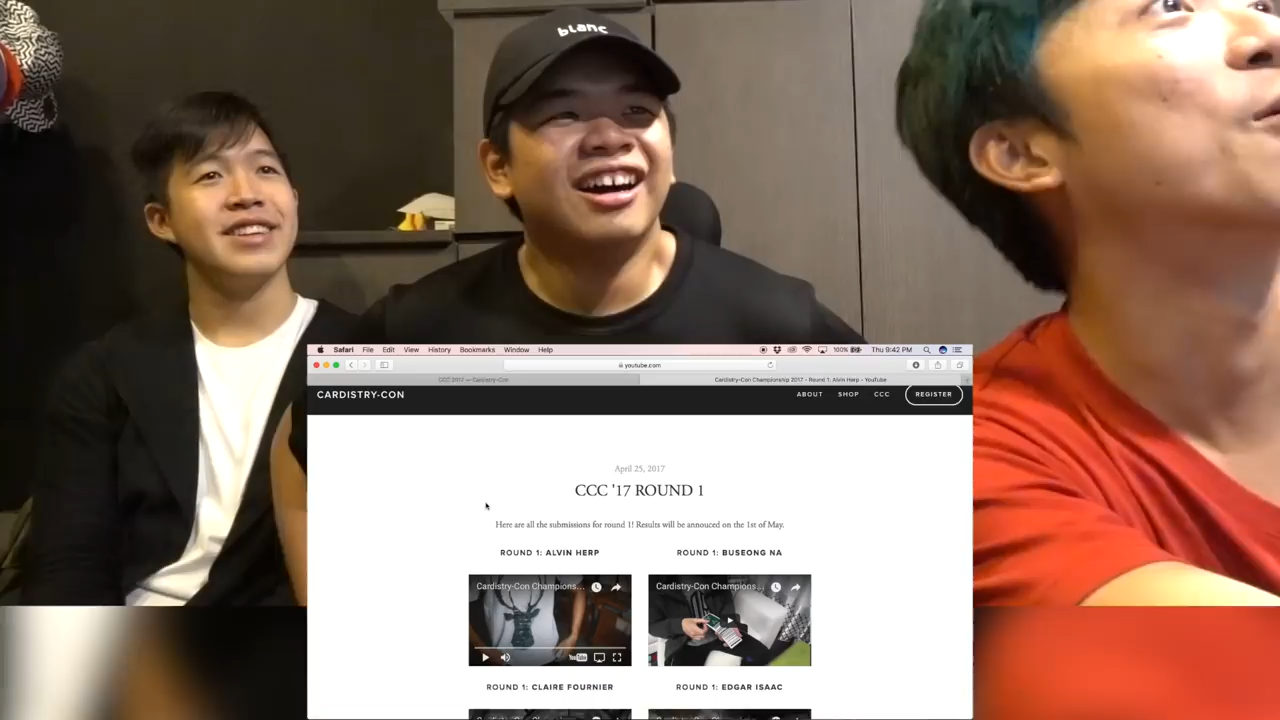 blanc
Safari File Edit View History Bookmarks Window Help 100% Thu 9:42 PM
youtube.com
CCC 2017 — Cardistry-Con Cardistry-Con Championship 2017 - Round 1: Alvin Herp - YouTube
CARDISTRY-CON ABOUT SHOP CCC REGISTER
April 25, 2017
CCC '17 ROUND 1
Here are all the submissions for round 1! Results will be annouced on the 1st of May.
ROUND 1: ALVIN HERP ROUND 1: BUSEONG NA
Cardistry-Con Champions... Cardistry-Con Champions...
YouTube
ROUND 1: CLAIRE FOURNIER ROUND 1: EDGAR ISAAC